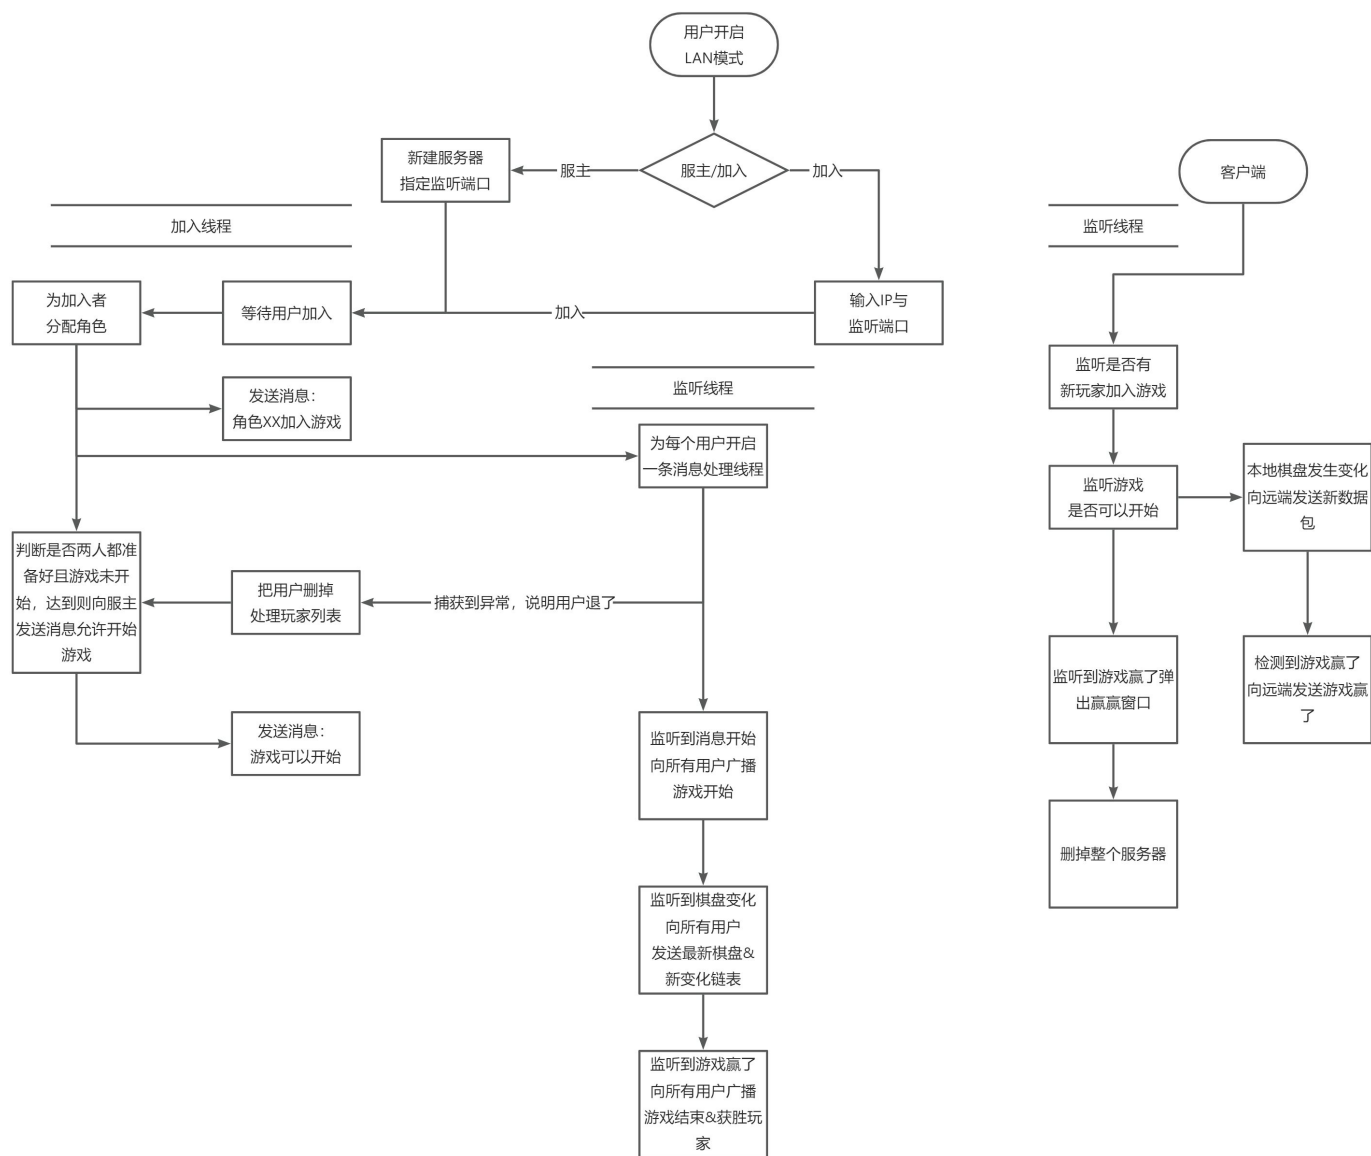 用户开启
LAN模式
服主/加入
服主
加入
新建服务器
指定监听端口
加入线程
为加入者
分配角色
等待用户加入
加入
输入IP与
监听端口
发送消息：
角色XX加入游戏
监听线程
为每个用户开启
一条消息处理线程
判断是否两人都准
备好且游戏未开
始，达到则向服主
发送消息允许开始
游戏
把用户删掉
处理玩家列表
捕获到异常，说明用户退了
发送消息：
游戏可以开始
监听到消息开始
向所有用户广播
游戏开始
监听到棋盘变化
向所有用户
发送最新棋盘&
新变化链表
监听到游戏赢了
向所有用户广播
游戏结束&获胜玩
家
客户端
监听线程
监听是否有
新玩家加入游戏
监听游戏
是否可以开始
本地棋盘发生变化
向远端发送新数据
包
监听到游戏赢了弹
出赢赢窗口
检测到游戏赢了
向远端发送游戏赢
了
删掉整个服务器